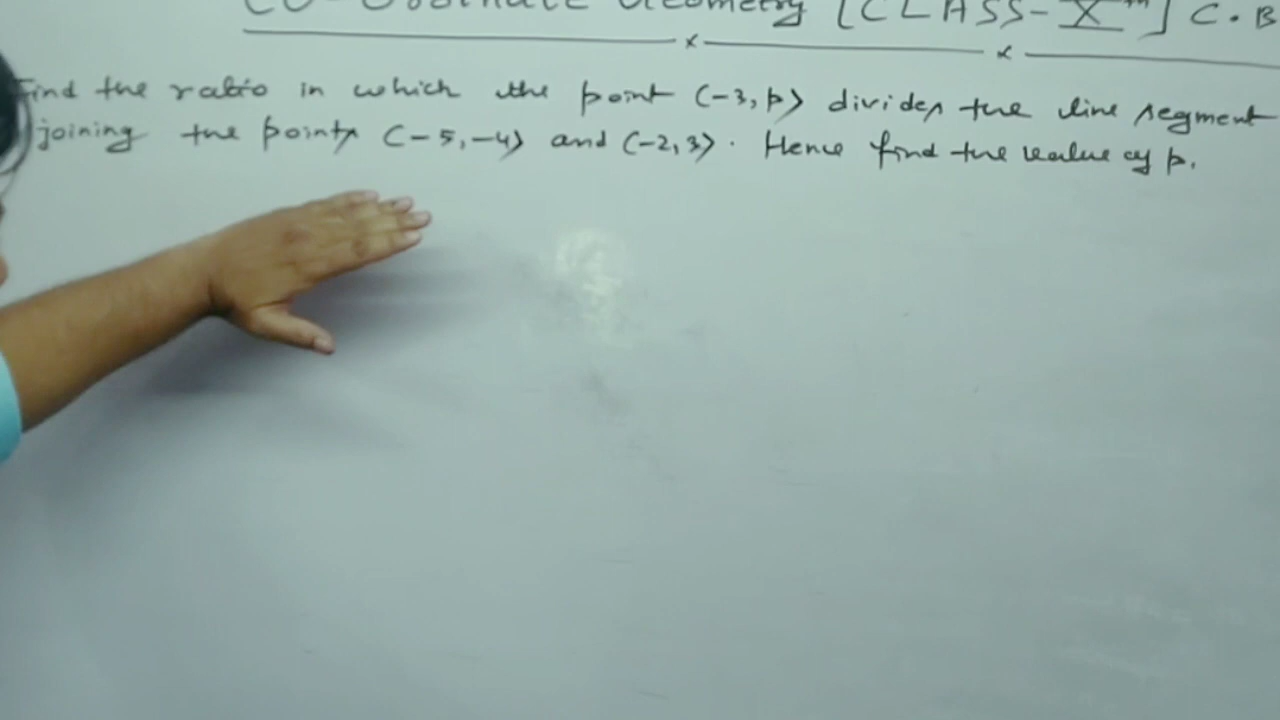 Co-Ordinate Geometry [CLASS-Xth] C.B
Find the ratio in which the point (-3, p) divides the line segment
joining the points (-5, -4) and (-2, 3). Hence find the value of p.